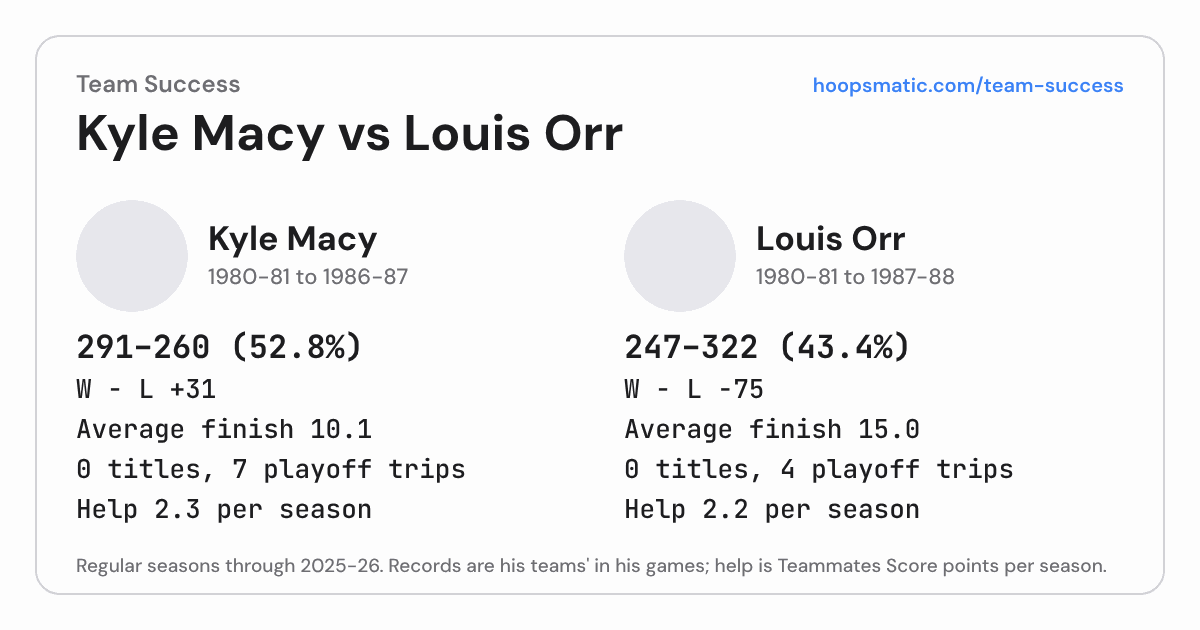 Team Success
hoopsmatic.com/team-success
Kyle Macy vs Louis Orr
Kyle Macy
1980-81 to 1986-87
291-260 (52.8%)
W - L +31
Average finish 10.1
0 titles, 7 playoff trips
Help 2.3 per season
Louis Orr
1980-81 to 1987-88
247-322 (43.4%)
W - L -75
Average finish 15.0
0 titles, 4 playoff trips
Help 2.2 per season
Regular seasons through 2025-26. Records are his teams' in his games; help is Teammates Score points per season.